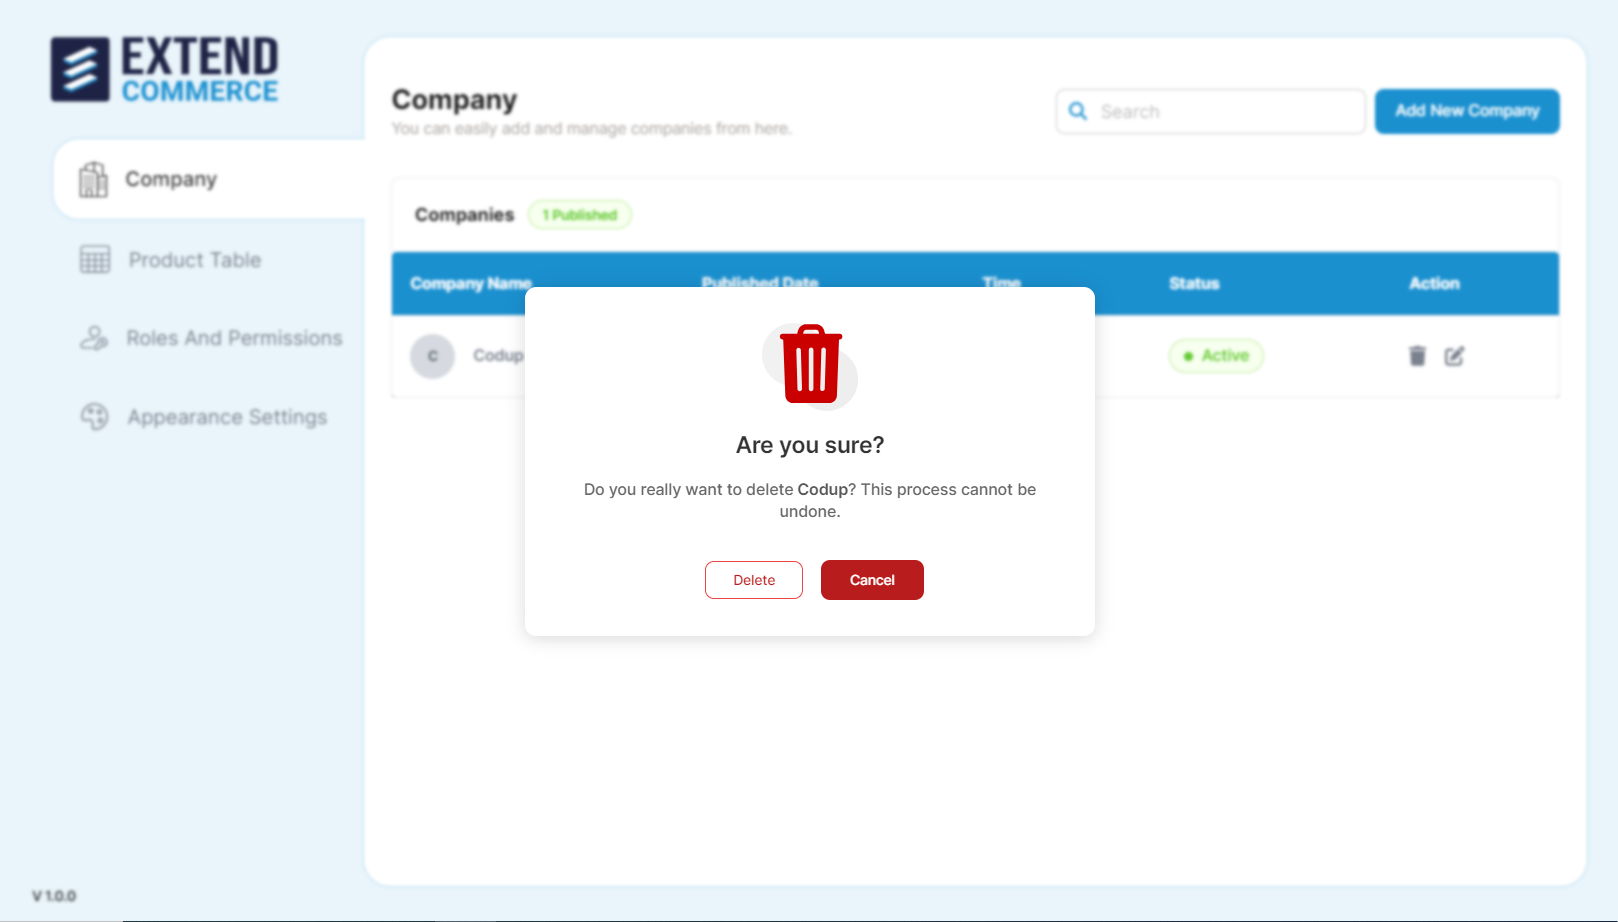 EXTEND
COMMERCE
Company
You can easily add and manage companies from here.
Search
Add New Company
Company
Product Table
Roles And Permissions
Appearance Settings
Companies
1 Published
Company Name
Published Date
Time
Status
Action
C
Codup
Active
Are you sure?
Do you really want to delete Codup? This process cannot be
undone.
Delete
Cancel
V 1.0.0